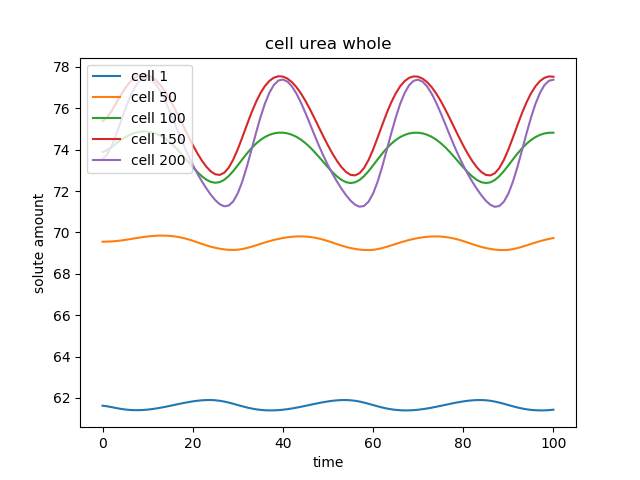 cell urea whole
cell 1
cell 50
cell 100
cell 150
cell 200
solute amount
78
76
74
72
70
68
66
64
62
0 20 40 60 80 100
time